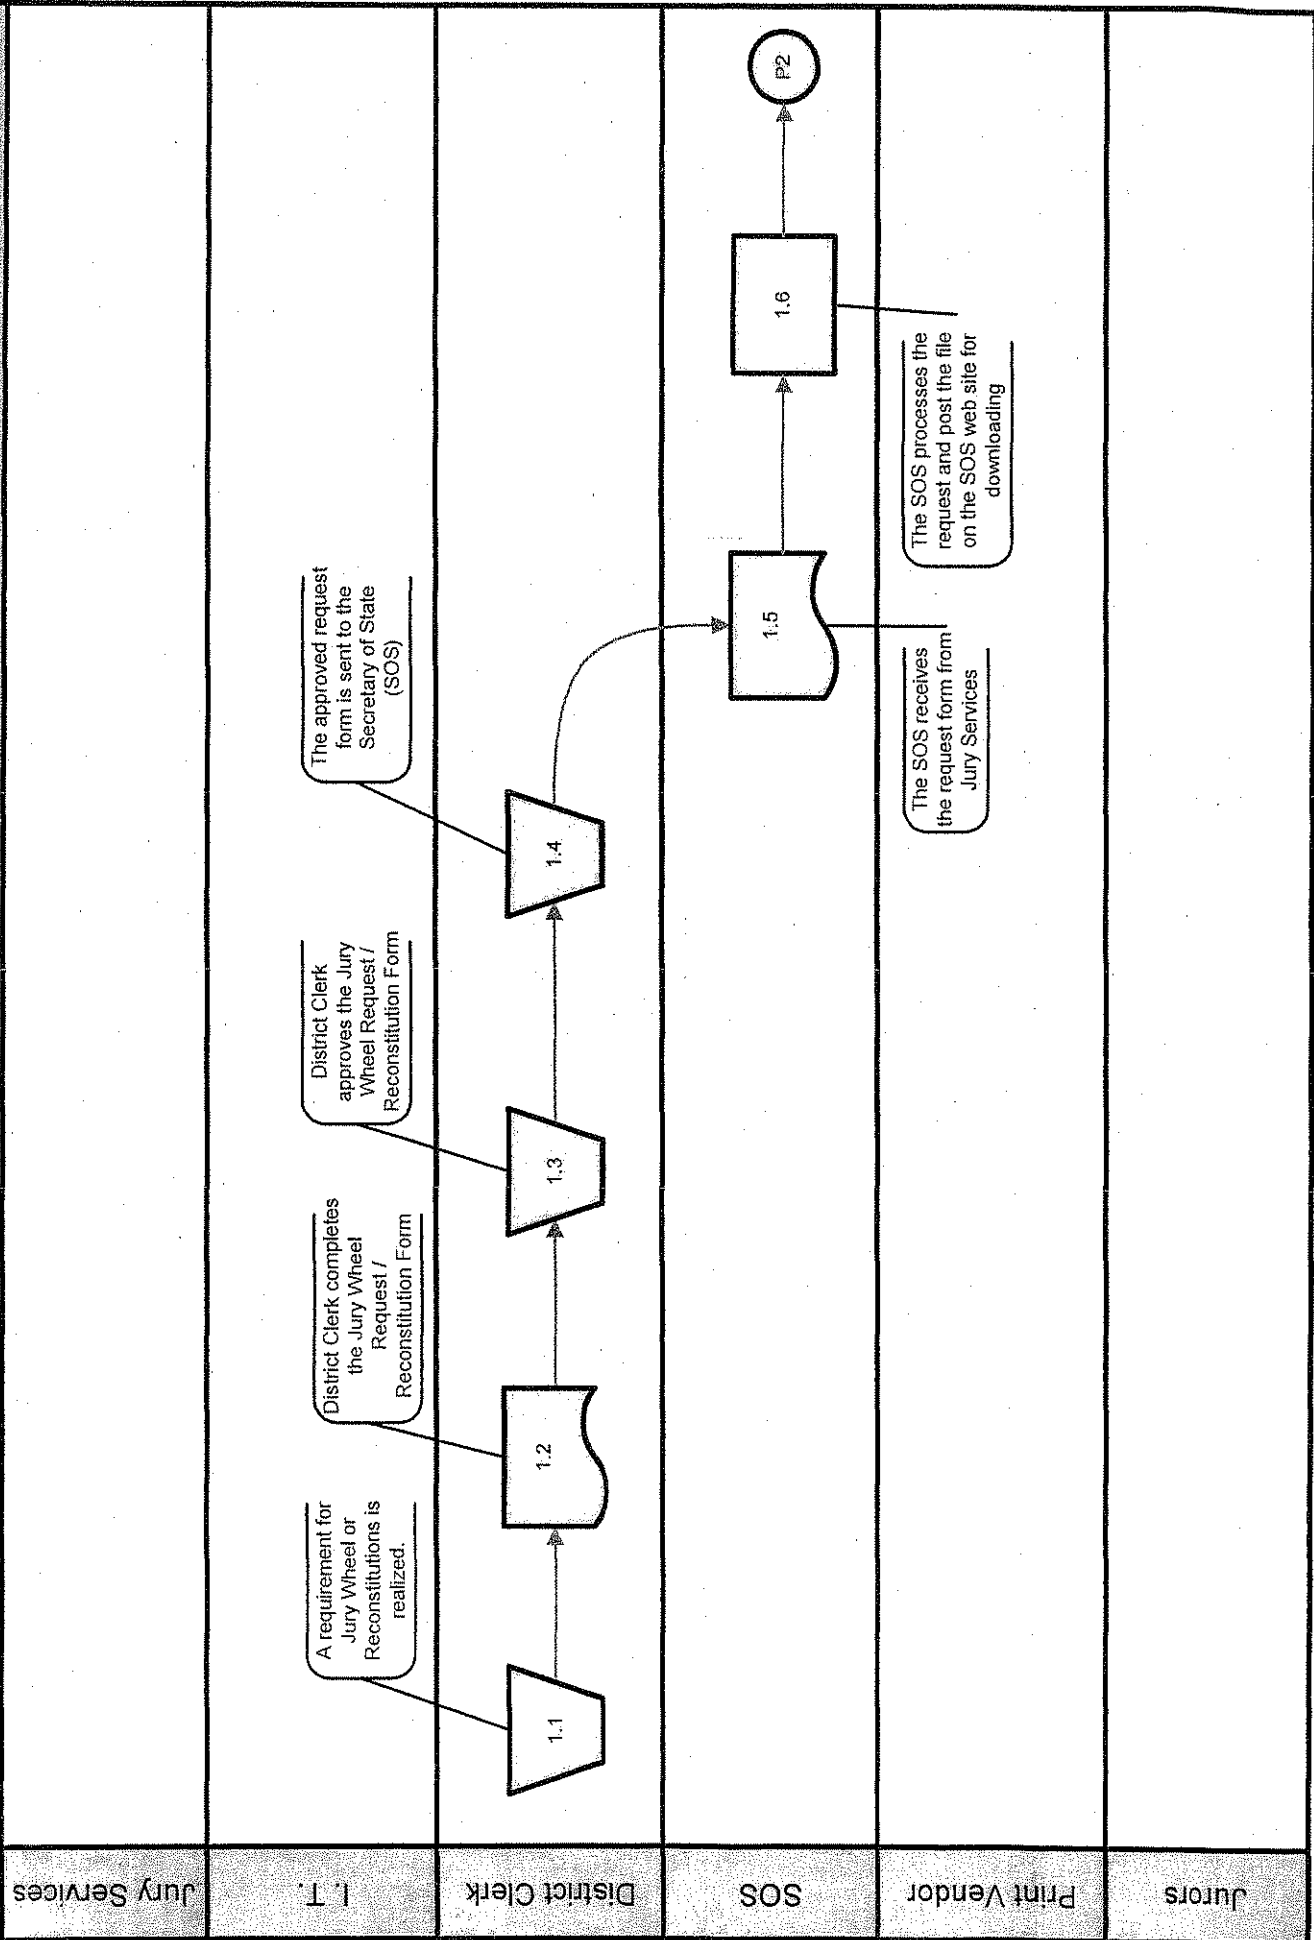 Jury Services
I. T.
District Clerk
SOS
Print Vendor
Jurors
A requirement for
Jury Wheel or
Reconstitutions is
realized.
District Clerk completes
the Jury Wheel
Request /
Reconstitution Form
District Clerk
approves the Jury
Wheel Request /
Reconstitution Form
The approved request
form is sent to the
Secretary of State
(SOS)
1.1
1.2
1.3
1.4
1.5
1.6
P2
The SOS receives
the request form from
Jury Services
The SOS processes the
request and post the file
on the SOS web site for
downloading